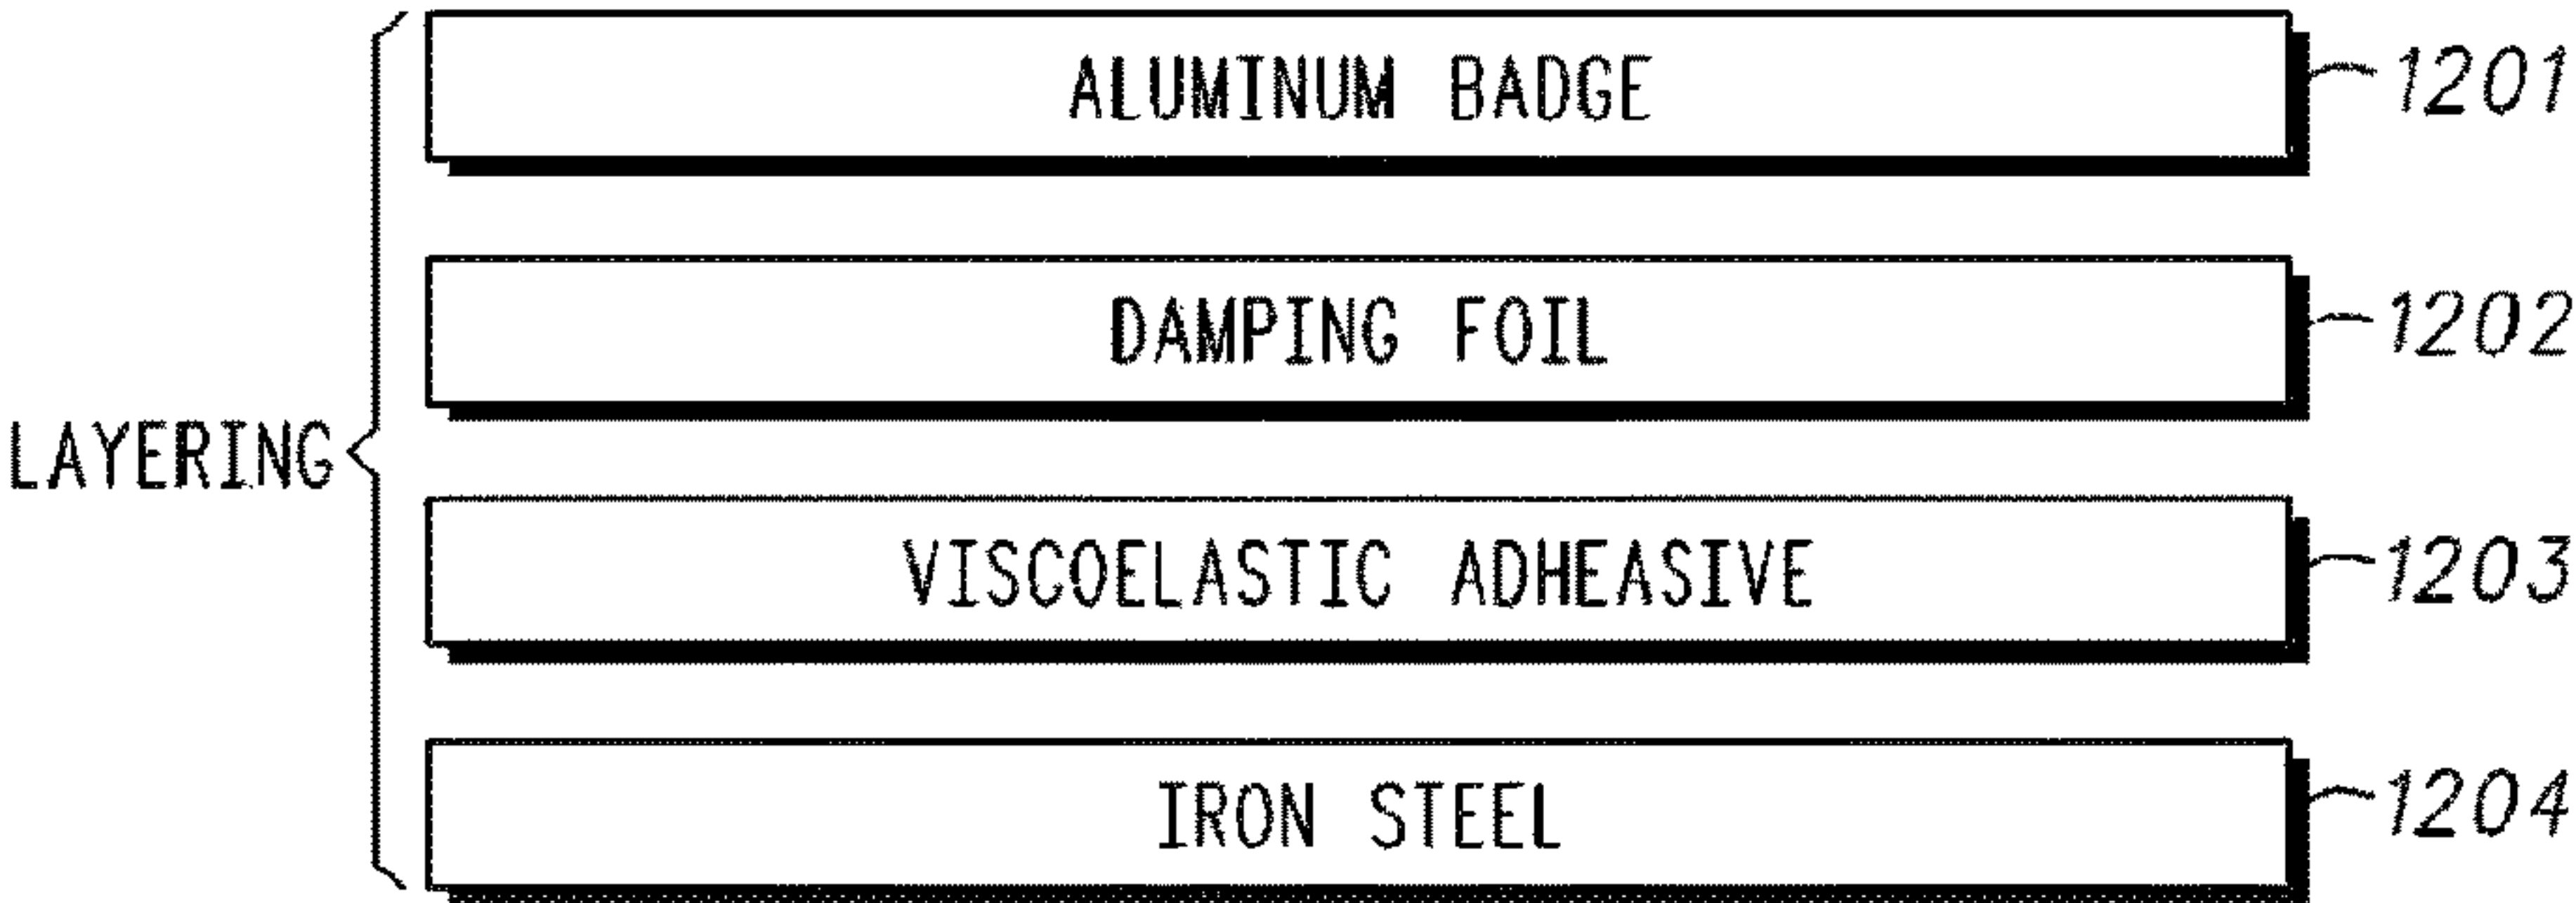 ALUMINUM BADGE 1201
DAMPING FOIL 1202
LAYERING
VISCOELASTIC ADHEASIVE 1203
IRON STEEL 1204